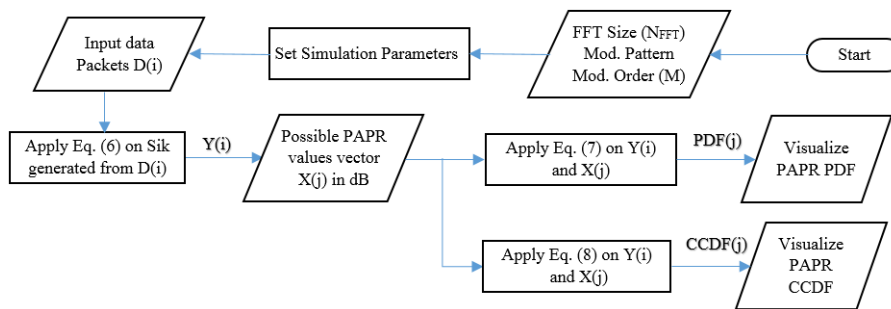 Start
FFT Size (NFFT)
Mod. Pattern
Mod. Order (M)
Set Simulation Parameters
Input data
Packets D(i)
Apply Eq. (6) on Sik
generated from D(i)
Y(i)
Possible PAPR
values vector
X(j) in dB
Apply Eq. (7) on Y(i)
and X(j)
PDF(j)
Visualize
PAPR PDF
Apply Eq. (8) on Y(i)
and X(j)
CCDF(j)
Visualize
PAPR
CCDF